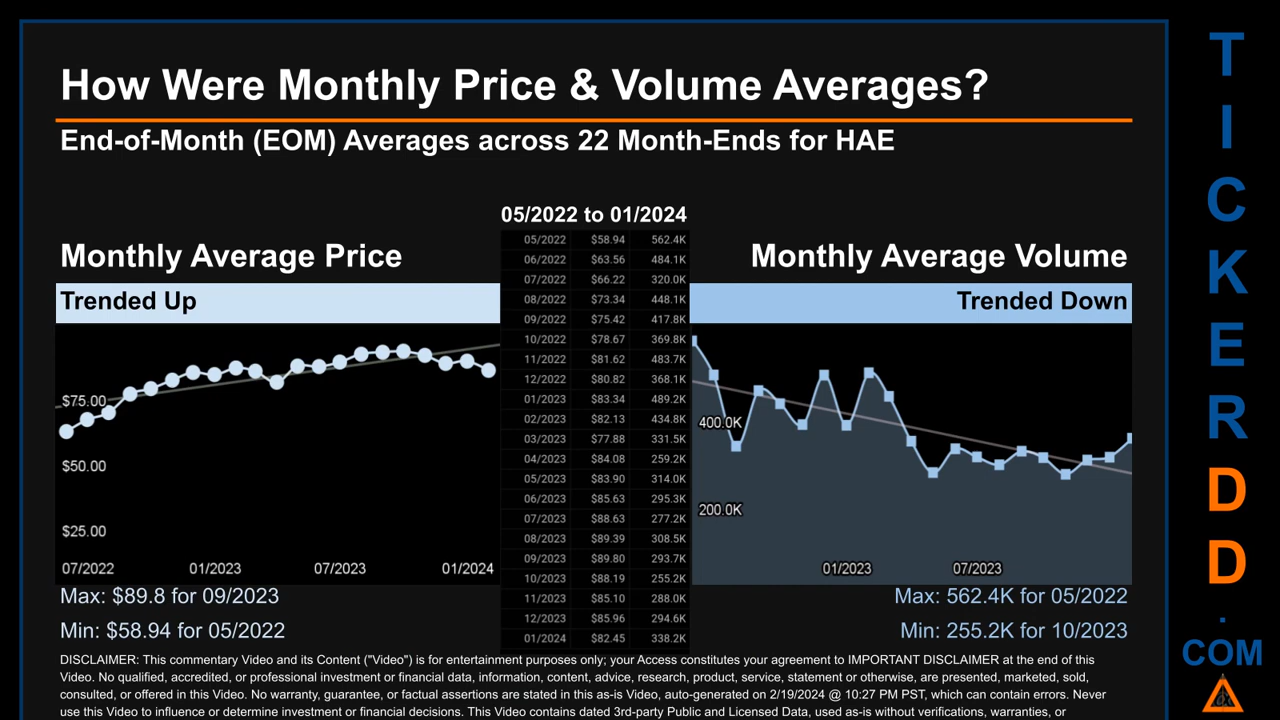 How Were Monthly Price & Volume Averages?
End-of-Month (EOM) Averages across 22 Month-Ends for HAE
05/2022 to 01/2024
Monthly Average Price
Trended Up
$75.00
$50.00
$25.00
07/2022 01/2023 07/2023 01/2024
Max: $89.8 for 09/2023
Min: $58.94 for 05/2022
05/2022 $58.94 562.4K
06/2022 $63.56 484.1K
07/2022 $66.22 320.0K
08/2022 $73.34 448.1K
09/2022 $75.42 417.8K
10/2022 $78.67 369.8K
11/2022 $81.62 483.7K
12/2022 $80.82 368.1K
01/2023 $83.34 489.2K
02/2023 $82.13 434.8K
03/2023 $77.88 331.5K
04/2023 $84.08 259.2K
05/2023 $83.90 314.0K
06/2023 $85.63 295.3K
07/2023 $88.63 277.2K
08/2023 $89.39 308.5K
09/2023 $89.80 293.7K
10/2023 $88.19 255.2K
11/2023 $85.10 288.0K
12/2023 $85.96 294.6K
01/2024 $82.45 338.2K
Monthly Average Volume
Trended Down
400.0K
200.0K
01/2023 07/2023
Max: 562.4K for 05/2022
Min: 255.2K for 10/2023
DISCLAIMER: This commentary Video and its Content ("Video") is for entertainment purposes only; your Access constitutes your agreement to IMPORTANT DISCLAIMER at the end of this
Video. No qualified, accredited, or professional investment or financial data, information, content, advice, research, product, service, statement or otherwise, are presented, marketed, sold,
consulted, or offered in this Video. No warranty, guarantee, or factual assertions are stated in this as-is Video, auto-generated on 2/19/2024 @ 10:27 PM PST, which can contain errors. Never
use this Video to influence or determine investment or financial decisions. This Video contains dated 3rd-party Public and Licensed Data, used as-is without verifications, warranties, or
T
I
C
K
E
R
D
D
.
COM